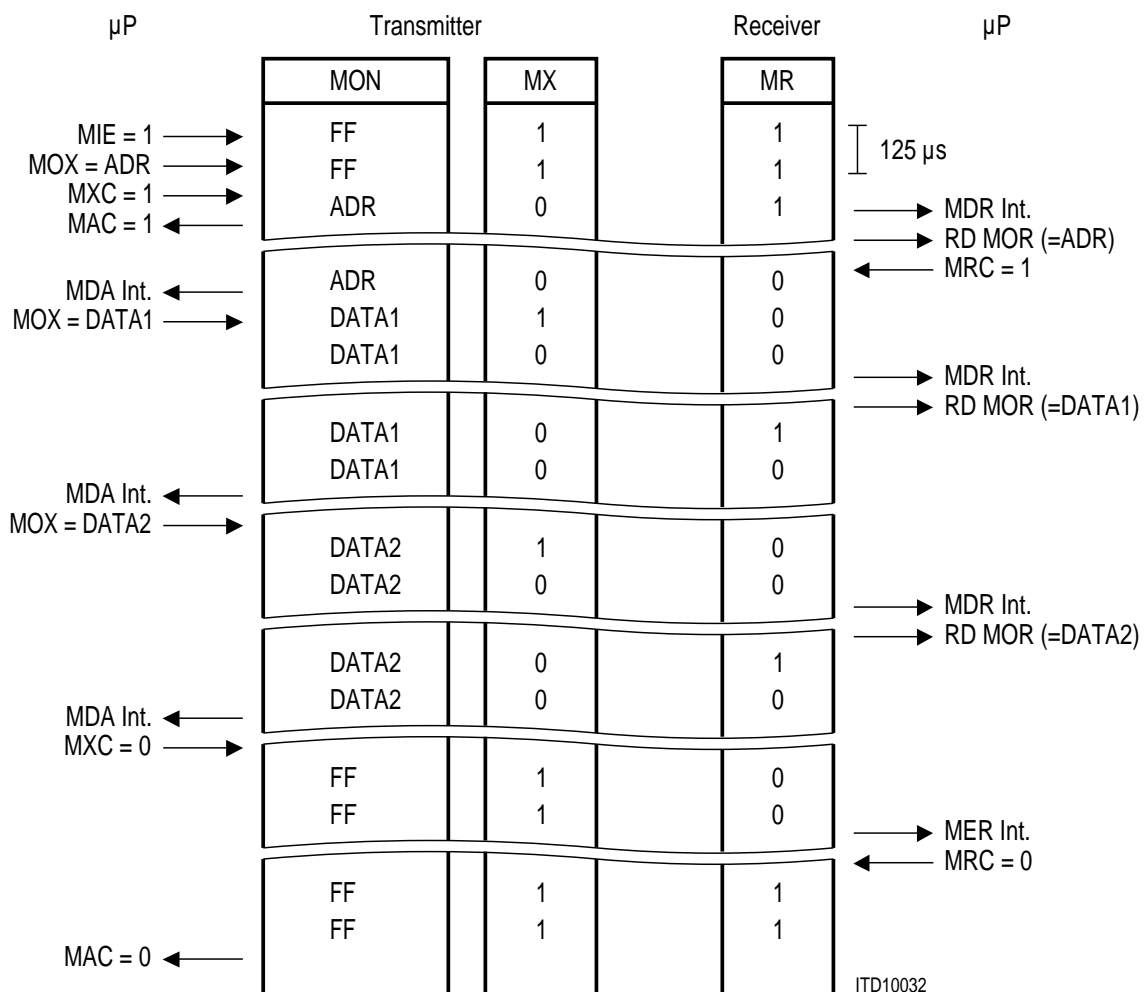 µP Transmitter Receiver µP
MON MX MR
MIE = 1 FF 1 1
125 µs
MOX = ADR FF 1 1
MXC = 1 ADR 0 1 MDR Int.
MAC = 1 RD MOR (=ADR)
MRC = 1
MDA Int. ADR 0 0
MOX = DATA1 DATA1 1 0
DATA1 0 0
MDR Int.
RD MOR (=DATA1)
DATA1 0 1
DATA1 0 0
MDA Int.
MOX = DATA2
DATA2 1 0
DATA2 0 0
MDR Int.
RD MOR (=DATA2)
DATA2 0 1
DATA2 0 0
MDA Int.
MXC = 0
FF 1 0
FF 1 0
MER Int.
MRC = 0
FF 1 1
FF 1 1
MAC = 0
ITD10032